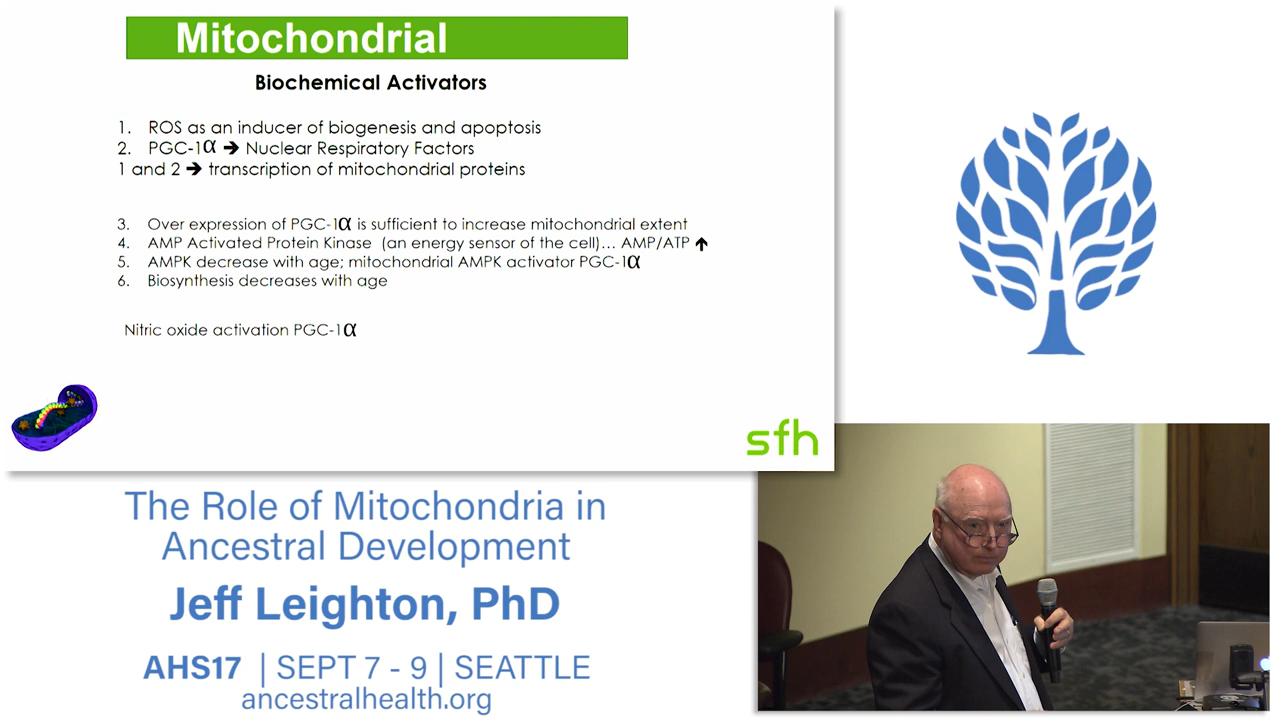 Mitochondrial
Biochemical Activators
1. ROS as an inducer of biogenesis and apoptosis
2. PGC-1α ➔ Nuclear Respiratory Factors
1 and 2 ➔ transcription of mitochondrial proteins
3. Over expression of PGC-1α is sufficient to increase mitochondrial extent
4. AMP Activated Protein Kinase (an energy sensor of the cell)... AMP/ATP 🡹
5. AMPK decrease with age; mitochondrial AMPK activator PGC-1α
6. Biosynthesis decreases with age
Nitric oxide activation PGC-1α
sfh
The Role of Mitochondria in
Ancestral Development
Jeff Leighton, PhD
AHS17 | SEPT 7 - 9 | SEATTLE
ancestralhealth.org